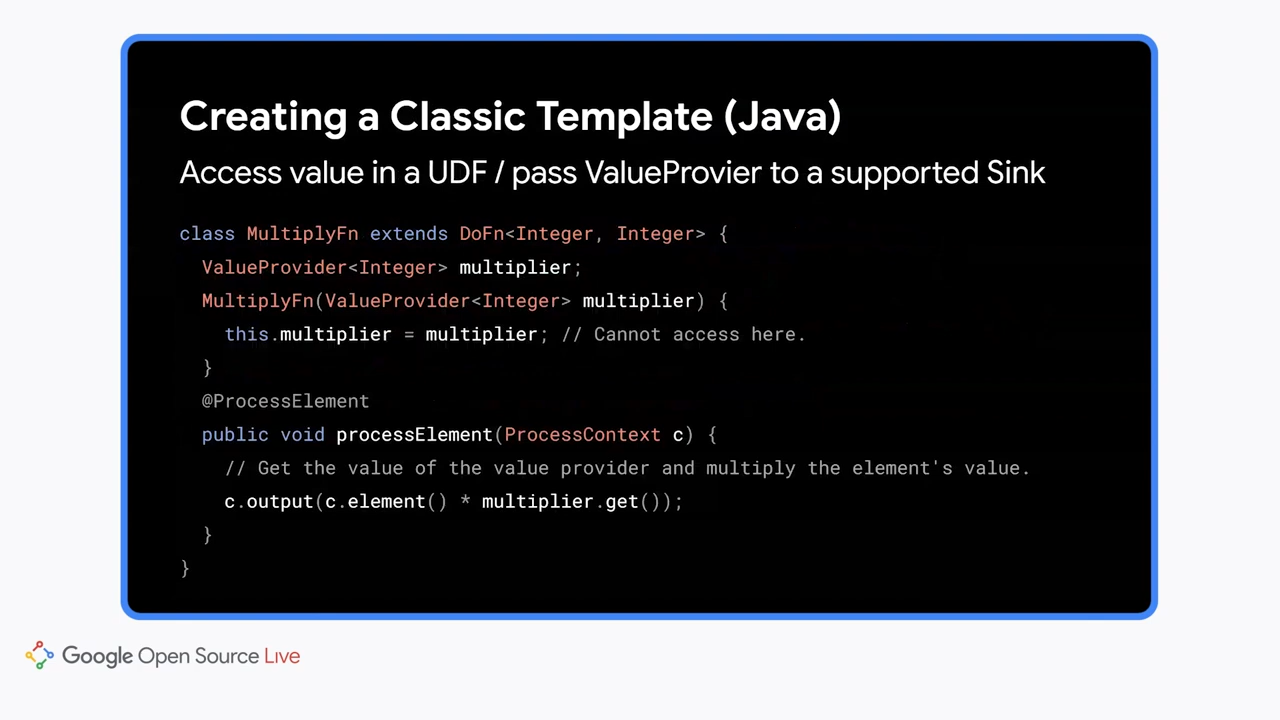 Creating a Classic Template (Java)
Access value in a UDF / pass ValueProvier to a supported Sink
class MultiplyFn extends DoFn<Integer, Integer> {
  ValueProvider<Integer> multiplier;
  MultiplyFn(ValueProvider<Integer> multiplier) {
    this.multiplier = multiplier; // Cannot access here.
  }
  @ProcessElement
  public void processElement(ProcessContext c) {
    // Get the value of the value provider and multiply the element's value.
    c.output(c.element() * multiplier.get());
  }
}
Google Open Source Live